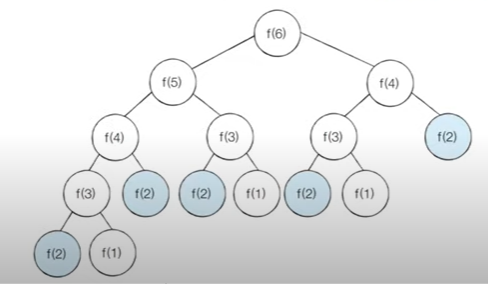 f(6)
f(5) f(4)
f(4) f(3) f(3) f(2)
f(3) f(2) f(2) f(1) f(2) f(1)
f(2) f(1)